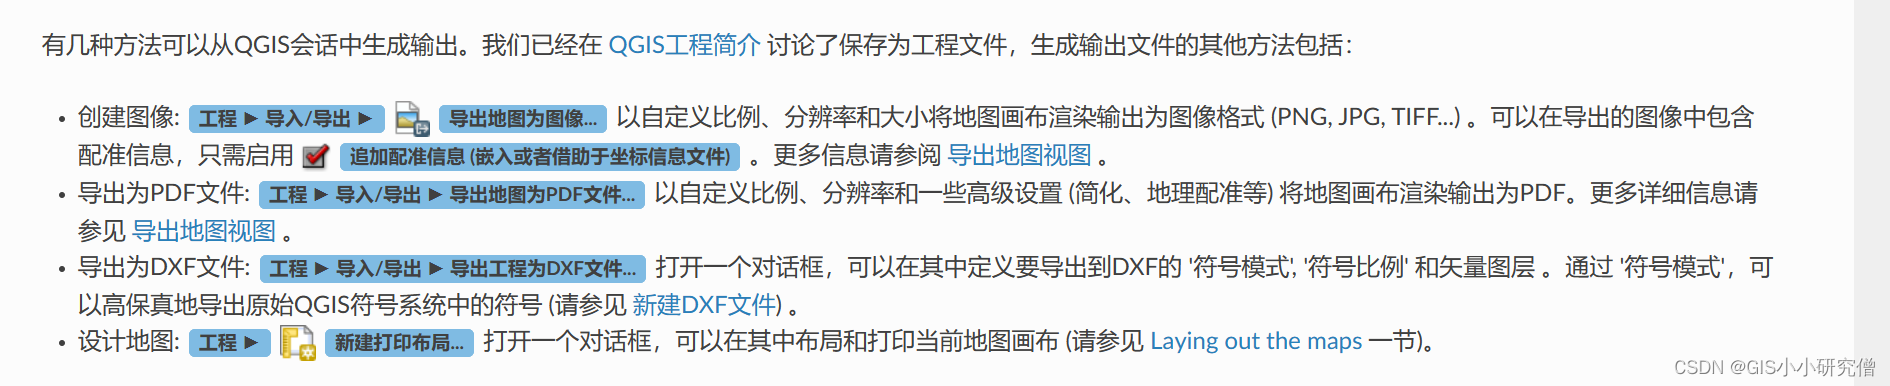 有几种方法可以从QGIS会话中生成输出。我们已经在 QGIS工程简介 讨论了保存为工程文件，生成输出文件的其他方法包括：
• 创建图像: 工程 ► 导入/导出 ► 导出地图为图像... 以自定义比例、分辨率和大小将地图画布渲染输出为图像格式 (PNG, JPG, TIFF...) 。可以在导出的图像中包含
配准信息，只需启用 追加配准信息 (嵌入或者借助于坐标信息文件) 。更多信息请参阅 导出地图视图 。
• 导出为PDF文件: 工程 ► 导入/导出 ► 导出地图为PDF文件... 以自定义比例、分辨率和一些高级设置 (简化、地理配准等) 将地图画布渲染输出为PDF。更多详细信息请
参见 导出地图视图 。
• 导出为DXF文件: 工程 ► 导入/导出 ► 导出工程为DXF文件... 打开一个对话框，可以在其中定义要导出到DXF的 '符号模式', '符号比例' 和矢量图层 。通过 '符号模式'，可
以高保真地导出原始QGIS符号系统中的符号 (请参见 新建DXF文件) 。
• 设计地图: 工程 ► 新建打印布局... 打开一个对话框，可以在其中布局和打印当前地图画布 (请参见 Laying out the maps 一节)。
CSDN @GIS小小研究僧